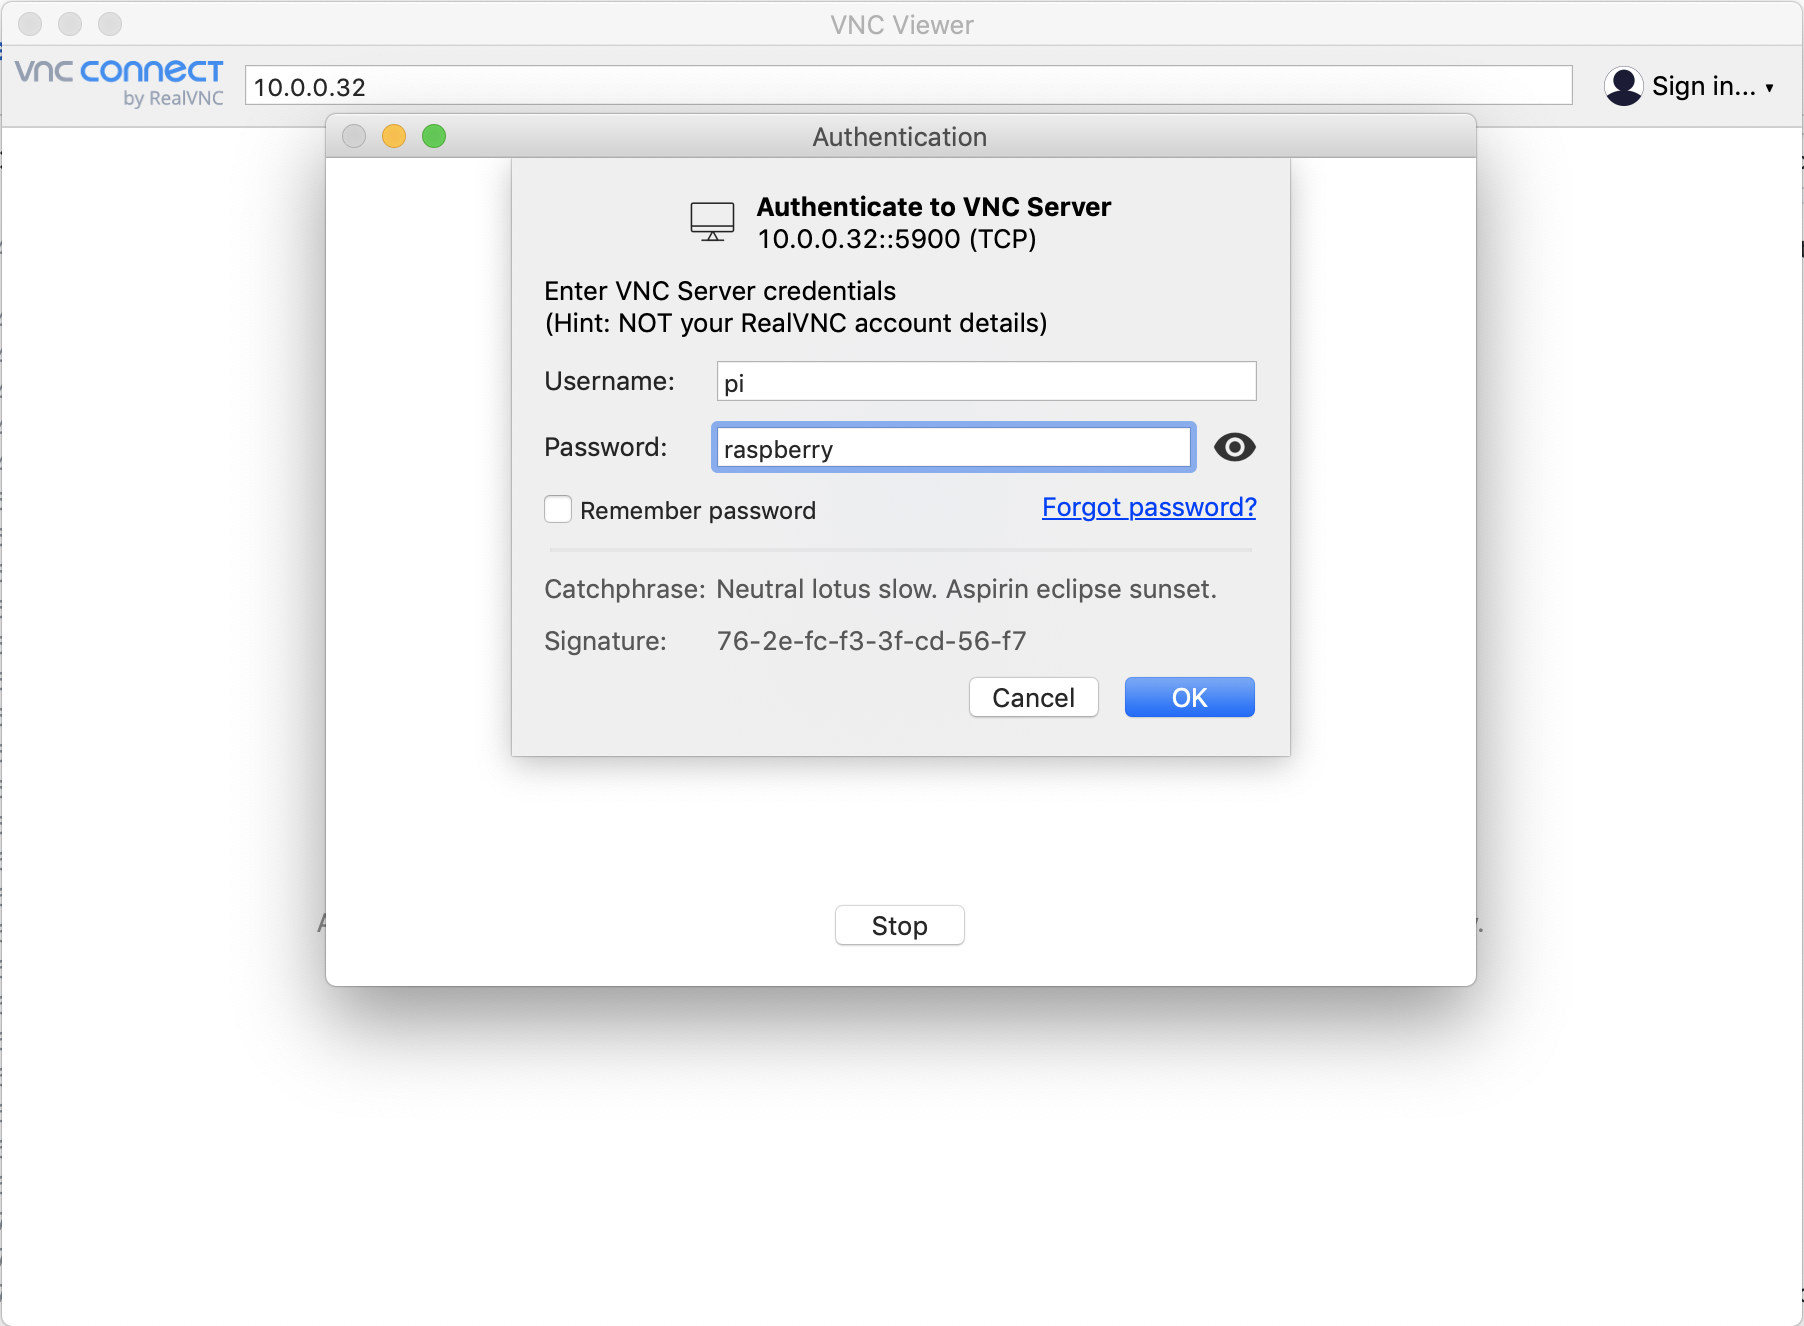 VNC Viewer
vnc connect
by RealVNC
10.0.0.32
Sign in...
Authentication
Authenticate to VNC Server
10.0.0.32::5900 (TCP)
Enter VNC Server credentials
(Hint: NOT your RealVNC account details)
Username: pi
Password: raspberry
Remember password Forgot password?
Catchphrase: Neutral lotus slow. Aspirin eclipse sunset.
Signature: 76-2e-fc-f3-3f-cd-56-f7
Cancel OK
Stop